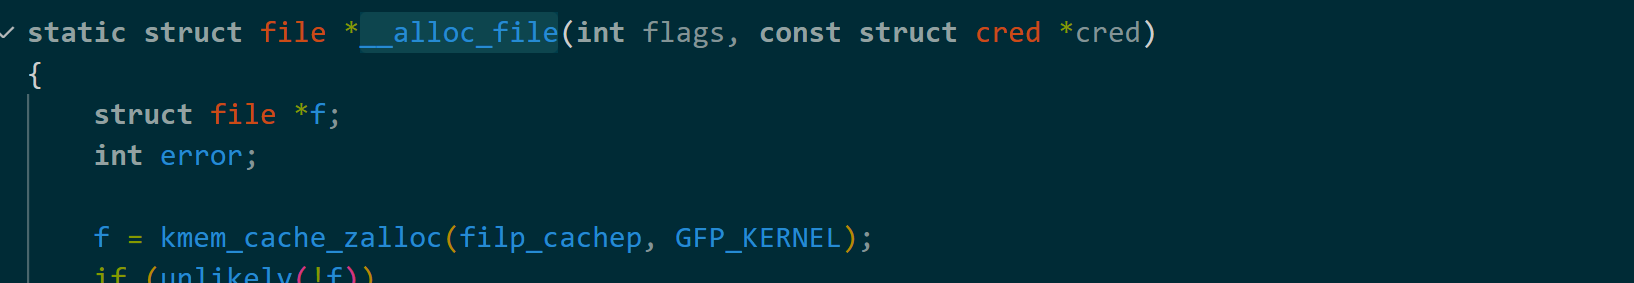 static struct file *__alloc_file(int flags, const struct cred *cred)
{
struct file *f;
int error;
f = kmem_cache_zalloc(filp_cachep, GFP_KERNEL);
if (unlikely(!f))